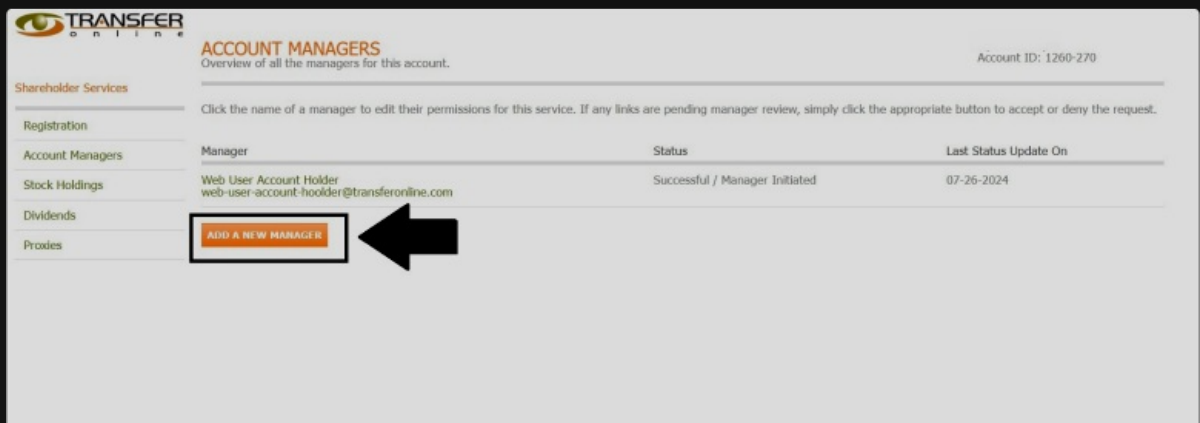 TRANSFER
online
ACCOUNT MANAGERS
Overview of all the managers for this account.
Account ID: 1260-270
Shareholder Services
Registration
Account Managers
Stock Holdings
Dividends
Proxies
Click the name of a manager to edit their permissions for this service. If any links are pending manager review, simply click the appropriate button to accept or deny the request.
Manager Status Last Status Update On
Web User Account Holder Successful / Manager Initiated 07-26-2024
web-user-account-hoolder@transferonline.com
ADD A NEW MANAGER